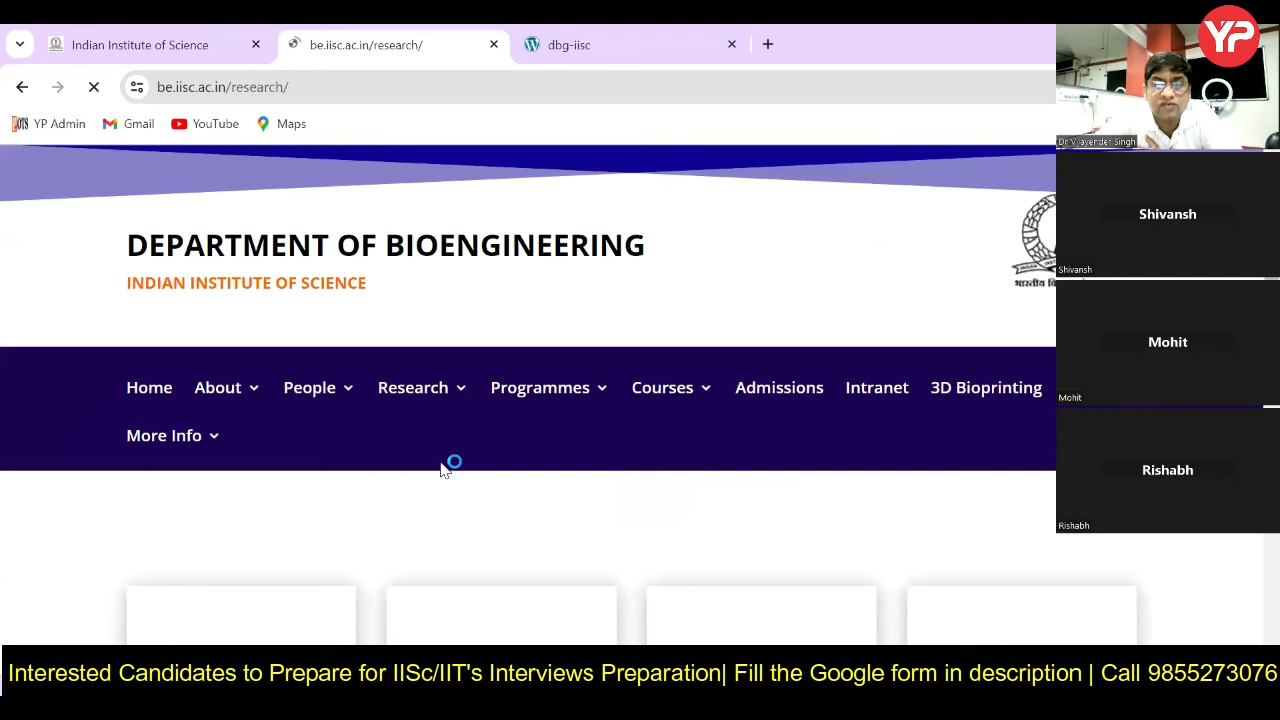 YP
Indian Institute of Science
be.iisc.ac.in/research/
dbg-iisc
be.iisc.ac.in/research/
YP Admin
Gmail
YouTube
Maps
Dr Vijayender Singh
DEPARTMENT OF BIOENGINEERING
INDIAN INSTITUTE OF SCIENCE
Shivansh
Shivansh
Mohit
Mohit
Rishabh
Rishabh
Home About People Research Programmes Courses Admissions Intranet 3D Bioprinting
More Info
Interested Candidates to Prepare for IISc/IIT's Interviews Preparation| Fill the Google form in description | Call 9855273076